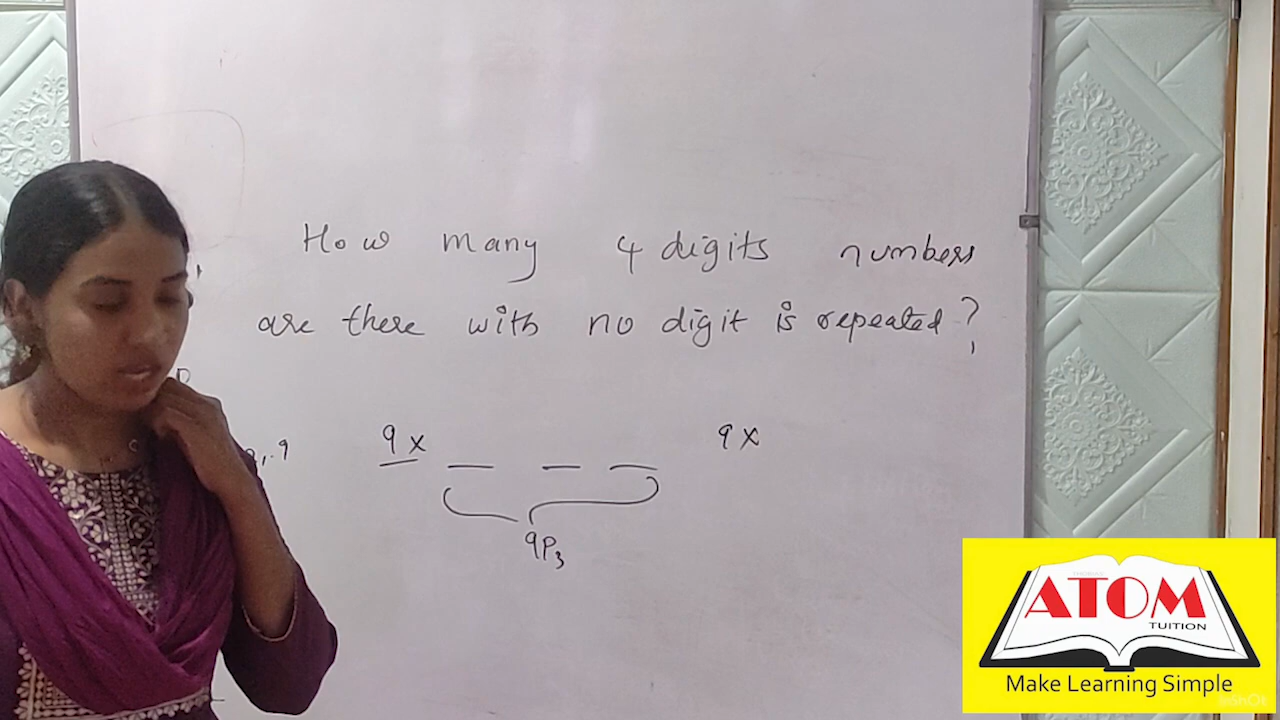 How many 4 digits numbers
are there with no digit is repeated ?
9 x
9 x
9P3
ATOM
TUITION
Make Learning Simple